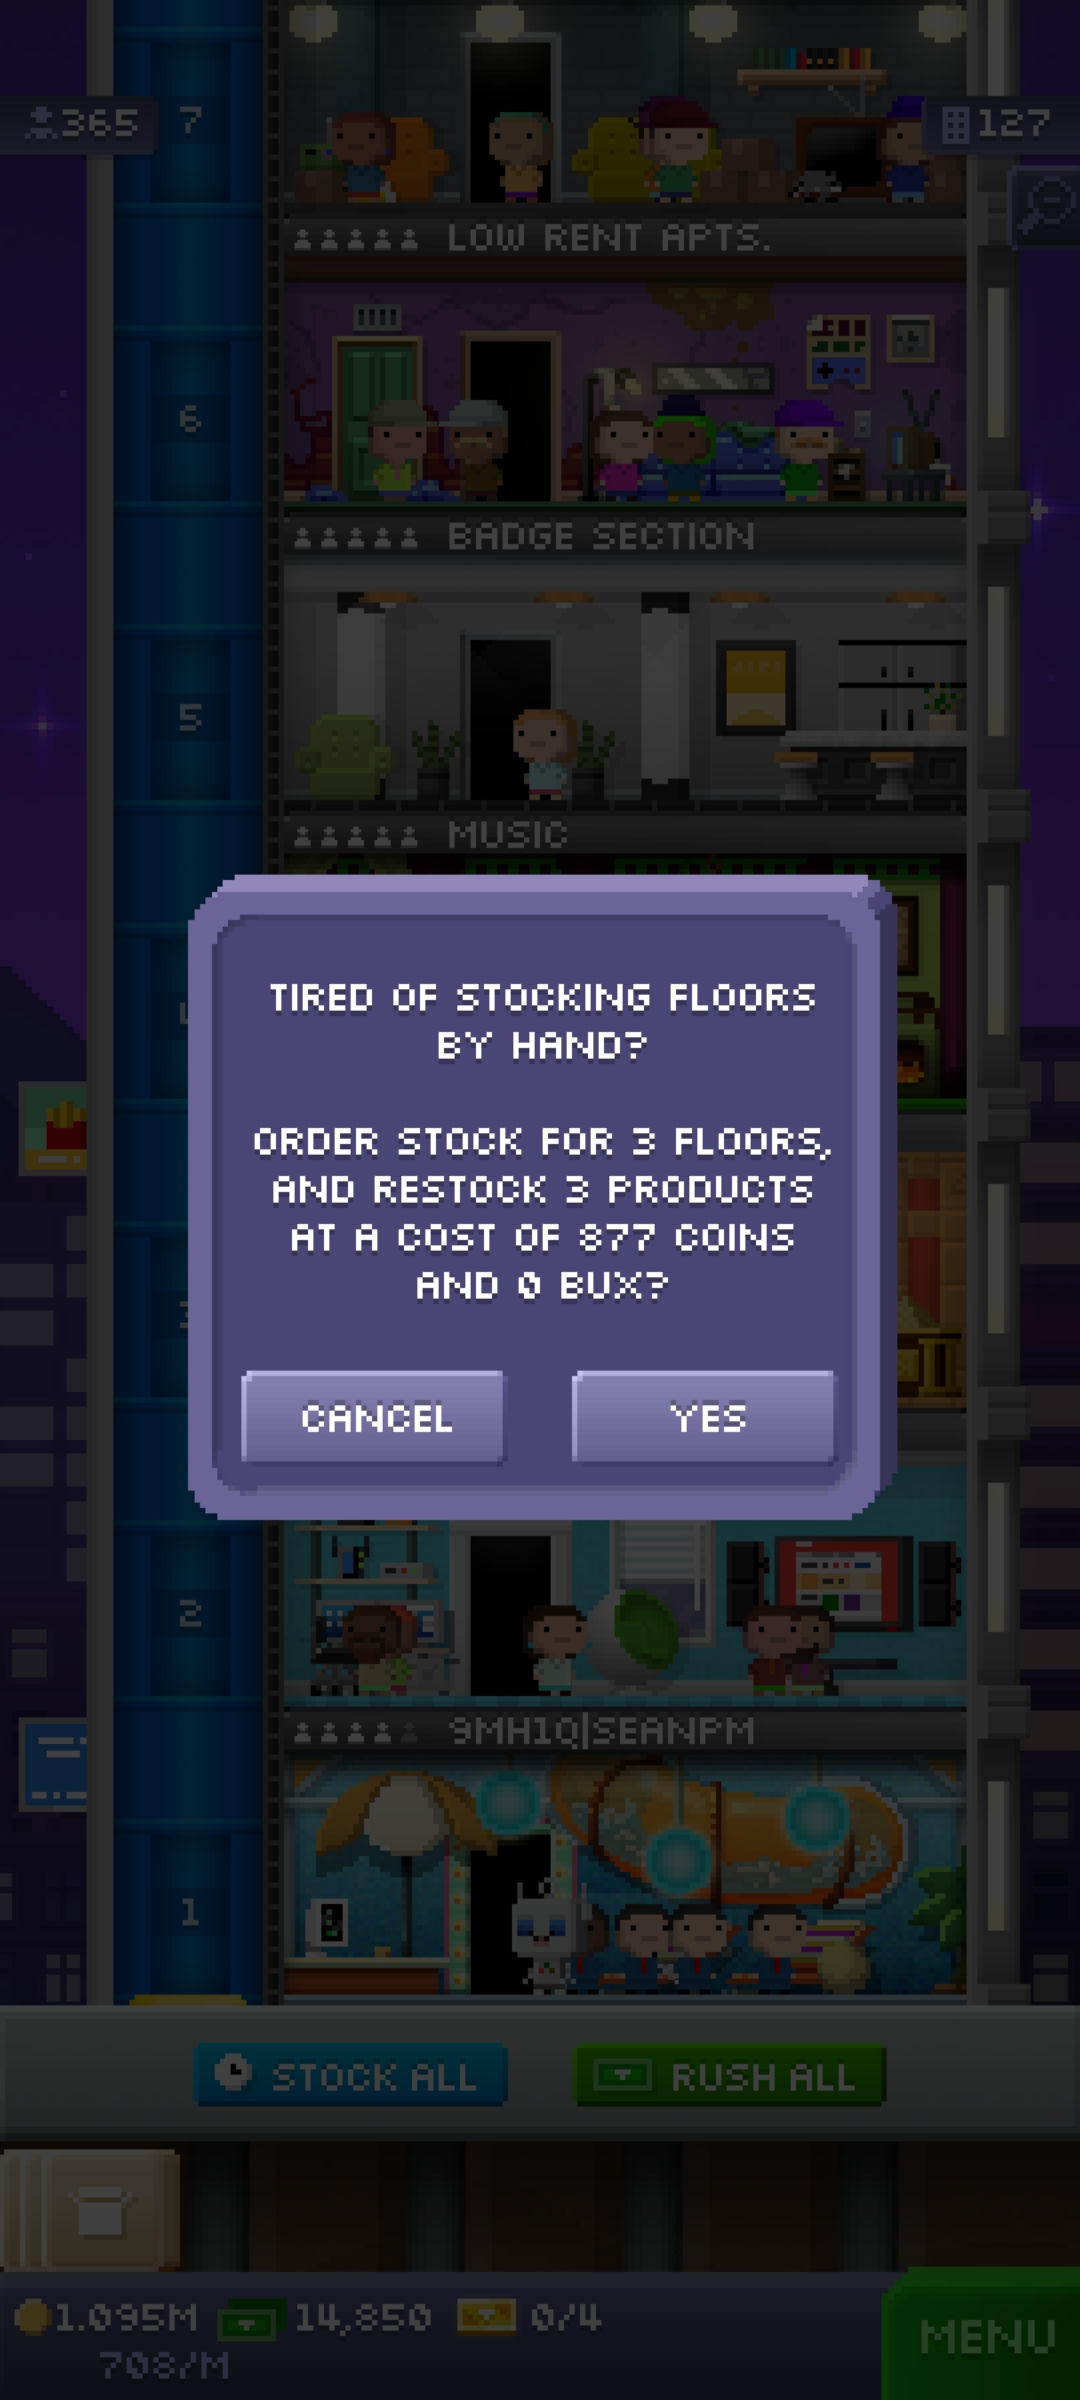 365
7
127
LOW RENT APTS.
6
BADGE SECTION
5
MUSIC
TIRED OF STOCKING FLOORS
BY HAND?
ORDER STOCK FOR 3 FLOORS,
AND RESTOCK 3 PRODUCTS
AT A COST OF 877 COINS
AND 0 BUX?
CANCEL
YES
2
9MH1Q|SEANPM
1
STOCK ALL
RUSH ALL
1.095M
14,850
0/4
MENU
708/M